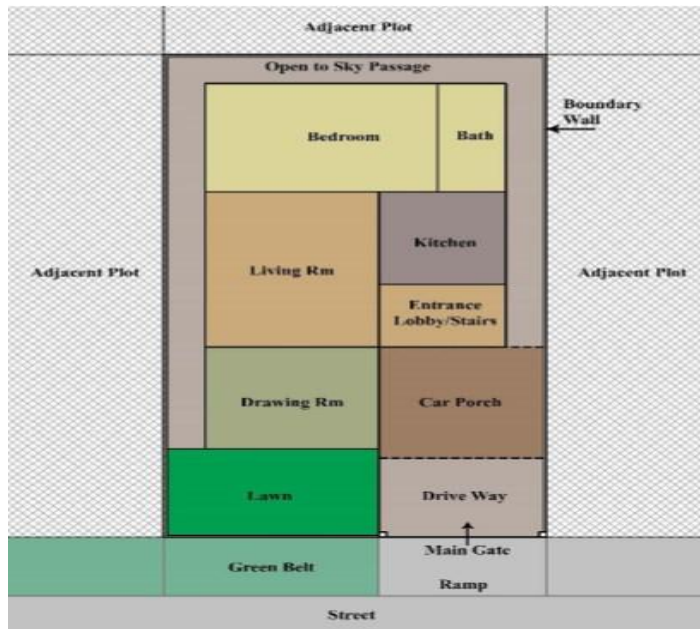 Adjacent Plot
Open to Sky Passage
Boundary
Wall
Bedroom
Bath
Kitchen
Adjacent Plot
Living Rm
Adjacent Plot
Entrance
Lobby/Stairs
Drawing Rm
Car Porch
Lawn
Drive Way
Main Gate
Green Belt
Ramp
Street